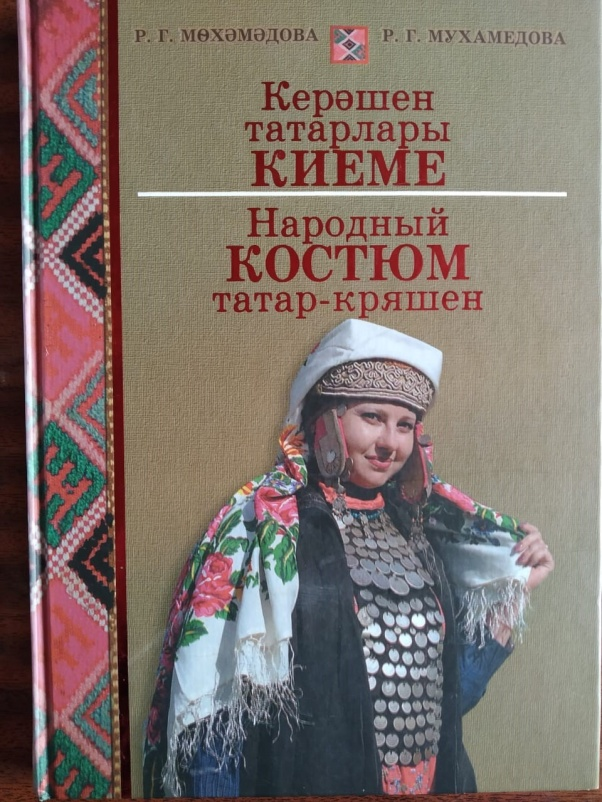 Р. Г. МӨХӘМӘДОВА
Р. Г. МУХАМЕДОВА
Керәшен
татарлары
КИЕМЕ
Народный
КОСТЮМ
татар-кряшен